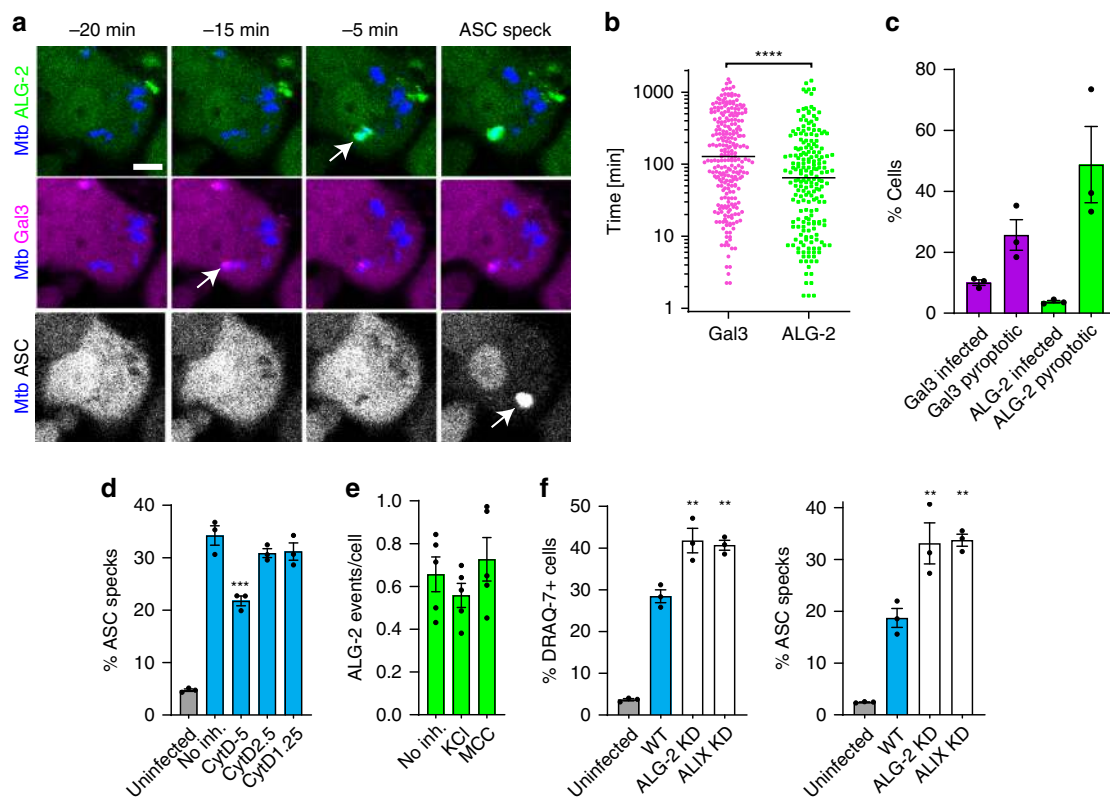 a
–20 min –15 min –5 min ASC speck
Mtb ALG-2
Mtb Gal3
Mtb ASC
b
****
Time [min]
1000
100
10
1
Gal3 ALG-2
c
% Cells
80
60
40
20
0
Gal3 infected
Gal3 pyroptotic
ALG-2 infected
ALG-2 pyroptotic
d
% ASC specks
40
30
20
10
0
***
Uninfected
No inh.
CytD-5
CytD2.5
CytD1.25
e
ALG-2 events/cell
1.0
0.8
0.6
0.4
0.2
0.0
No inh.
KCl
MCC
f
% DRAQ-7+ cells
50
40
30
20
10
0
** **
Uninfected
WT
ALG-2 KD
ALIX KD
% ASC specks
40
30
20
10
0
** **
Uninfected
WT
ALG-2 KD
ALIX KD